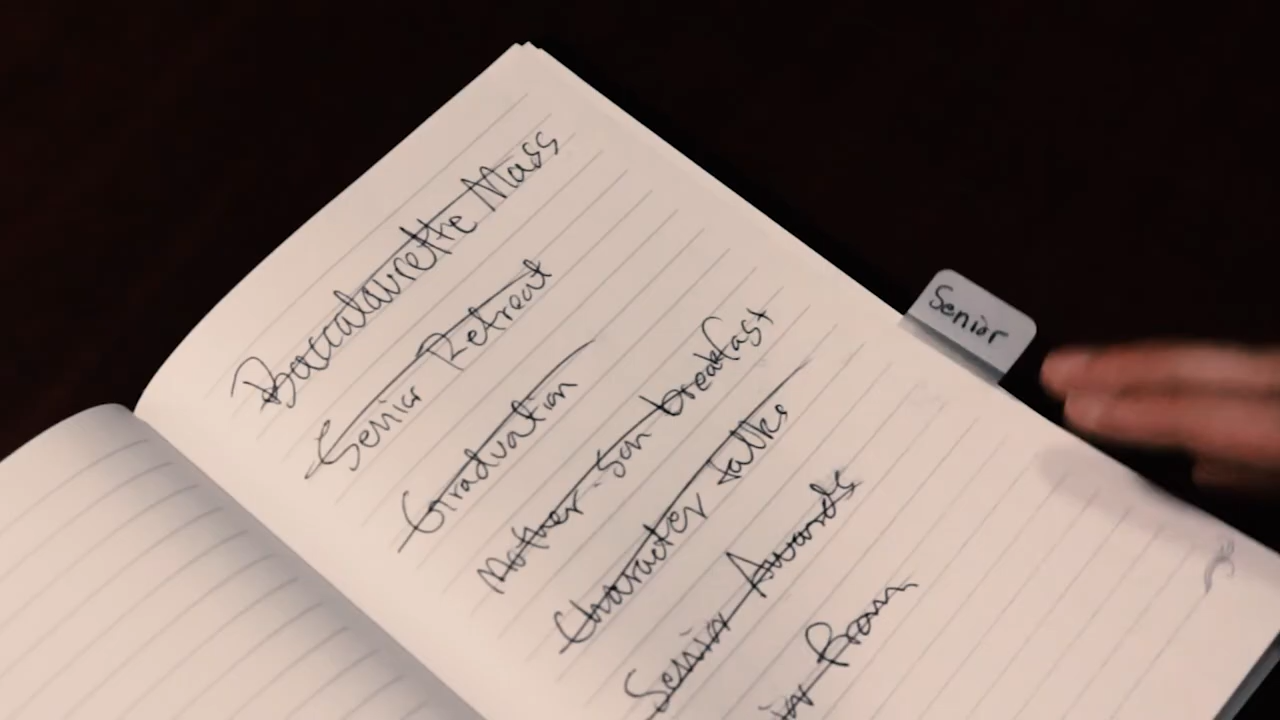 Baccalaurette Mass
Senior Retreat
Graduation
Mother-Son breakfast
Character talks
Senior Awards
Prom
Senior